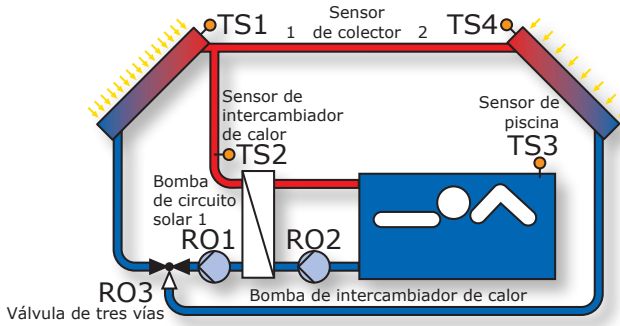 TS1
Sensor
1 de colector 2
TS4
Sensor de
intercambiador
de calor
TS2
Sensor de
piscina
TS3
Bomba
de circuito
solar 1
RO1
RO2
RO3
Válvula de tres vías
Bomba de intercambiador de calor